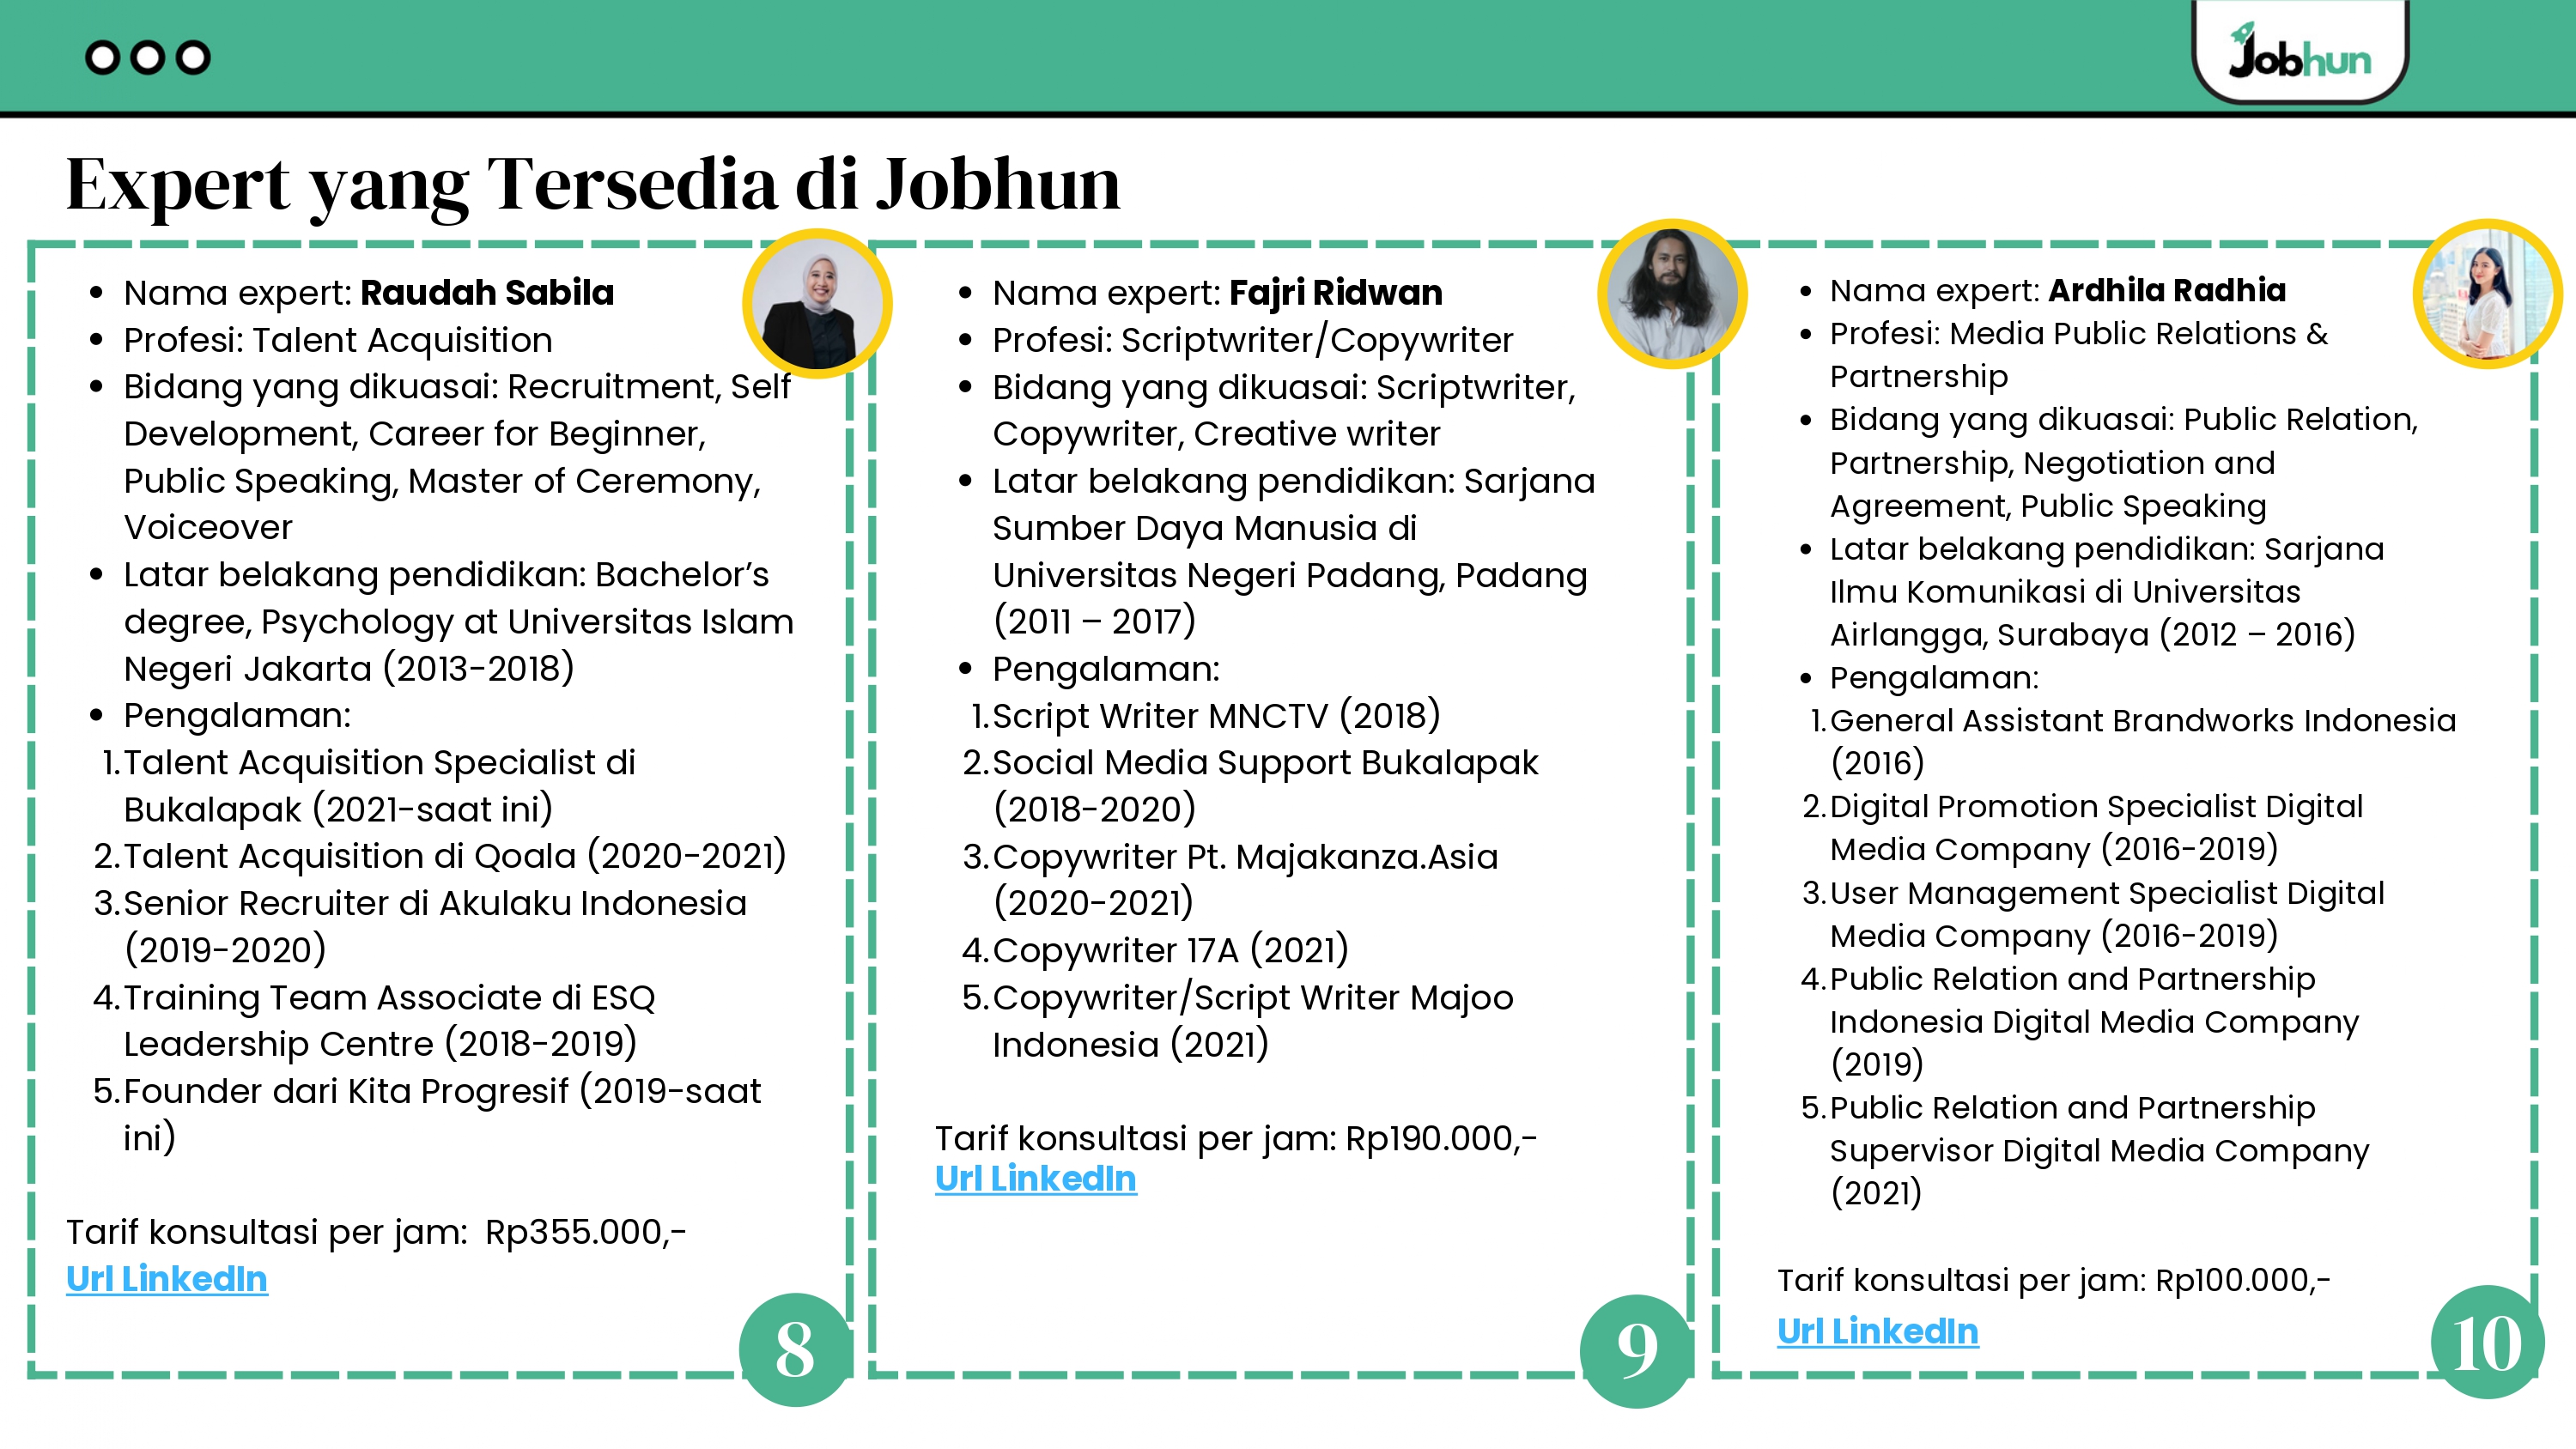 Jobhun
Expert yang Tersedia di Jobhun
Nama expert: Raudah Sabila
Profesi: Talent Acquisition
Bidang yang dikuasai: Recruitment, Self
Development, Career for Beginner,
Public Speaking, Master of Ceremony,
Voiceover
Latar belakang pendidikan: Bachelor’s
degree, Psychology at Universitas Islam
Negeri Jakarta (2013-2018)
Pengalaman:
1.Talent Acquisition Specialist di
Bukalapak (2021-saat ini)
2.Talent Acquisition di Qoala (2020-2021)
3.Senior Recruiter di Akulaku Indonesia
(2019-2020)
4.Training Team Associate di ESQ
Leadership Centre (2018-2019)
5.Founder dari Kita Progresif (2019-saat
ini)
Tarif konsultasi per jam:  Rp355.000,-
Url LinkedIn
8
Nama expert: Fajri Ridwan
Profesi: Scriptwriter/Copywriter
Bidang yang dikuasai: Scriptwriter,
Copywriter, Creative writer
Latar belakang pendidikan: Sarjana
Sumber Daya Manusia di
Universitas Negeri Padang, Padang
(2011 – 2017)
Pengalaman:
1.Script Writer MNCTV (2018)
2.Social Media Support Bukalapak
(2018-2020)
3.Copywriter Pt. Majakanza.Asia
(2020-2021)
4.Copywriter 17A (2021)
5.Copywriter/Script Writer Majoo
Indonesia (2021)
Tarif konsultasi per jam: Rp190.000,-
Url LinkedIn
9
Nama expert: Ardhila Radhia
Profesi: Media Public Relations &
Partnership
Bidang yang dikuasai: Public Relation,
Partnership, Negotiation and
Agreement, Public Speaking
Latar belakang pendidikan: Sarjana
Ilmu Komunikasi di Universitas
Airlangga, Surabaya (2012 – 2016)
Pengalaman:
1.General Assistant Brandworks Indonesia
(2016)
2.Digital Promotion Specialist Digital
Media Company (2016-2019)
3.User Management Specialist Digital
Media Company (2016-2019)
4.Public Relation and Partnership
Indonesia Digital Media Company
(2019)
5.Public Relation and Partnership
Supervisor Digital Media Company
(2021)
Tarif konsultasi per jam: Rp100.000,-
Url LinkedIn
10